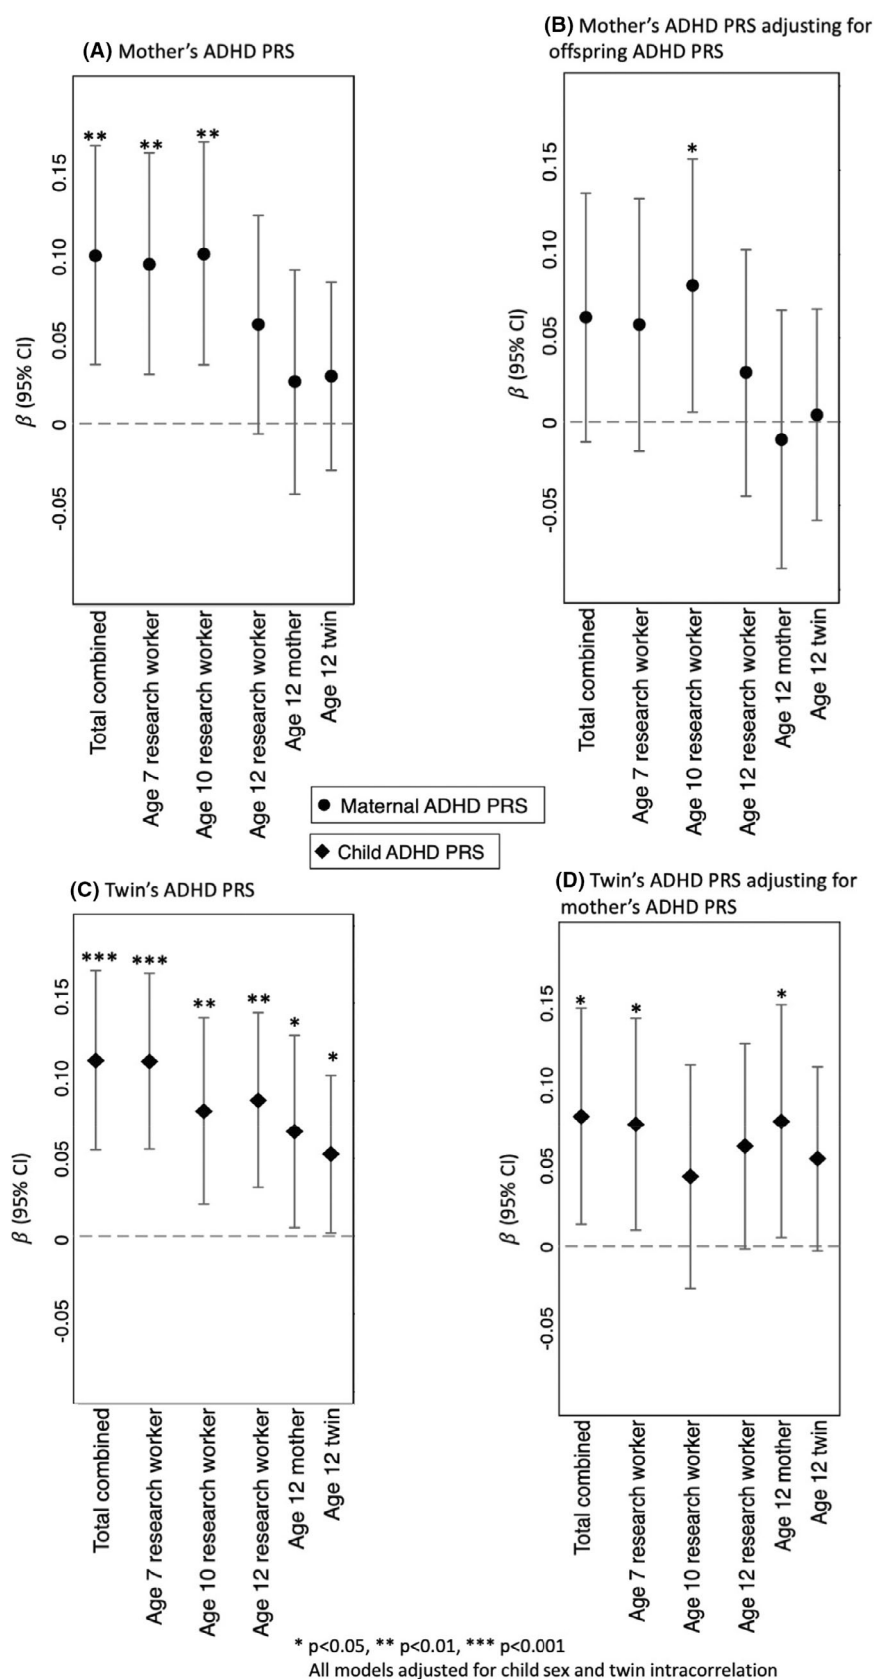 (A) Mother's ADHD PRS
**
**
**
0.15
0.10
0.05
0
-0.05
β (95% CI)
Total combined
Age 7 research worker
Age 10 research worker
Age 12 research worker
Age 12 mother
Age 12 twin
(B) Mother's ADHD PRS adjusting for
offspring ADHD PRS
*
0.15
0.10
0.05
0
-0.05
β (95% CI)
Total combined
Age 7 research worker
Age 10 research worker
Age 12 research worker
Age 12 mother
Age 12 twin
Maternal ADHD PRS
Child ADHD PRS
(C) Twin's ADHD PRS
***
***
**
**
*
*
0.15
0.10
0.05
0
-0.05
β (95% CI)
Total combined
Age 7 research worker
Age 10 research worker
Age 12 research worker
Age 12 mother
Age 12 twin
(D) Twin's ADHD PRS adjusting for
mother's ADHD PRS
*
*
*
0.15
0.10
0.05
0
-0.05
β (95% CI)
Total combined
Age 7 research worker
Age 10 research worker
Age 12 research worker
Age 12 mother
Age 12 twin
* p<0.05, ** p<0.01, *** p<0.001
All models adjusted for child sex and twin intracorrelation